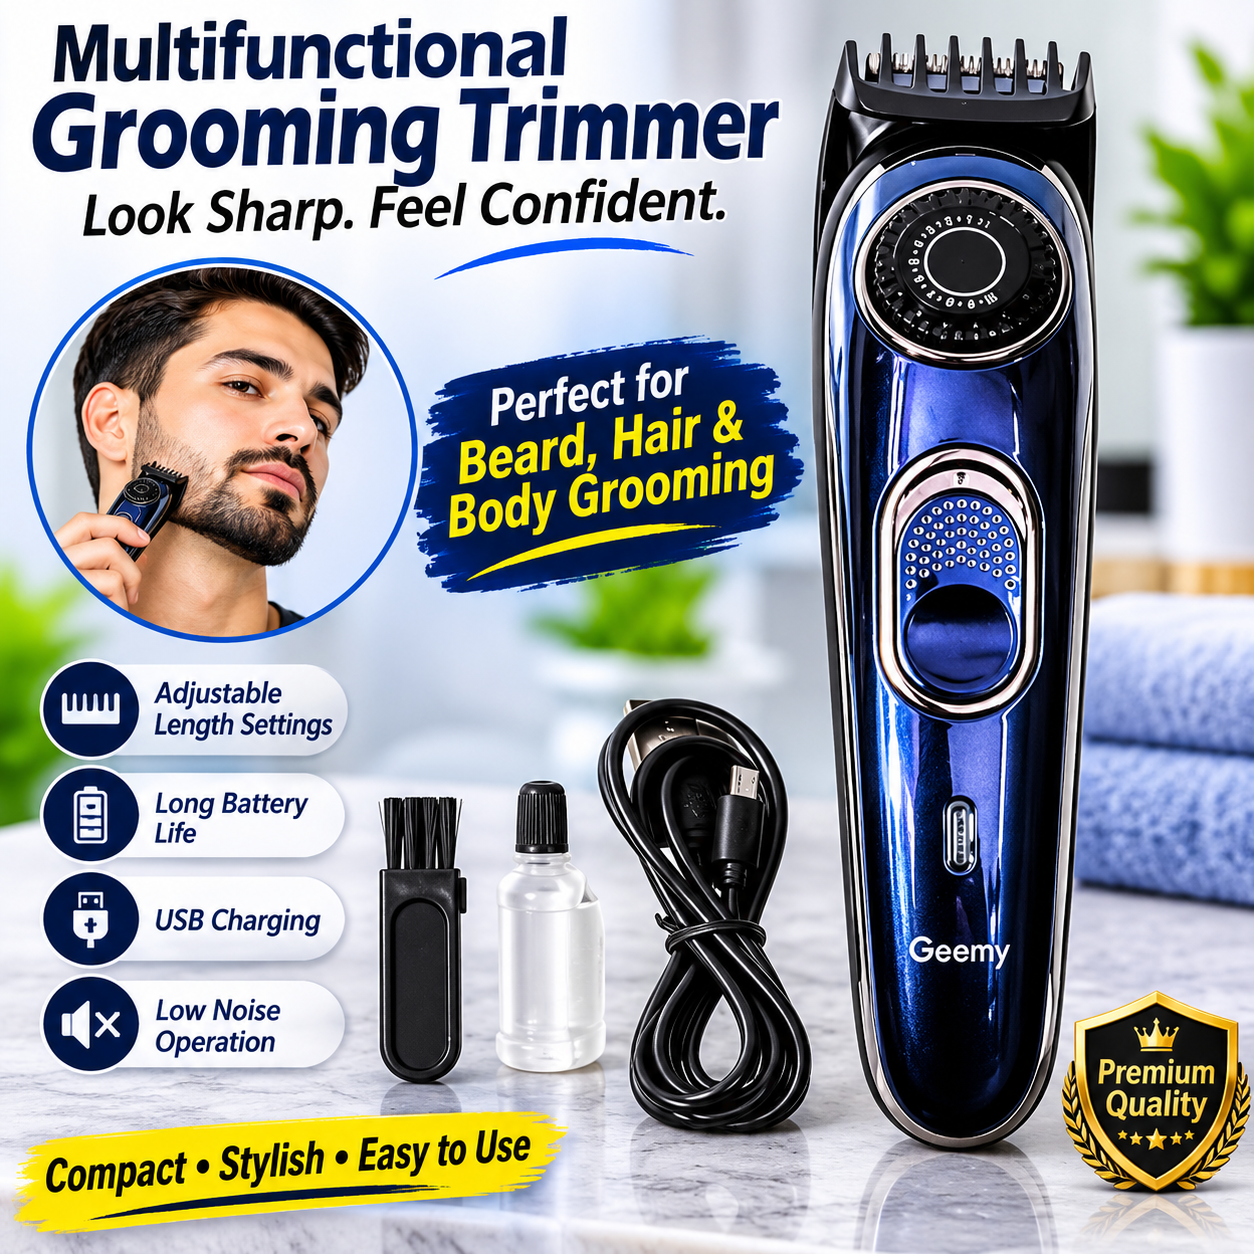 Multifunctional
Grooming Trimmer
Look Sharp. Feel Confident.
Perfect for
Beard, Hair &
Body Grooming
Adjustable
Length Settings
Long Battery
Life
USB Charging
Low Noise
Operation
Geemy
Premium
Quality
Compact • Stylish • Easy to Use